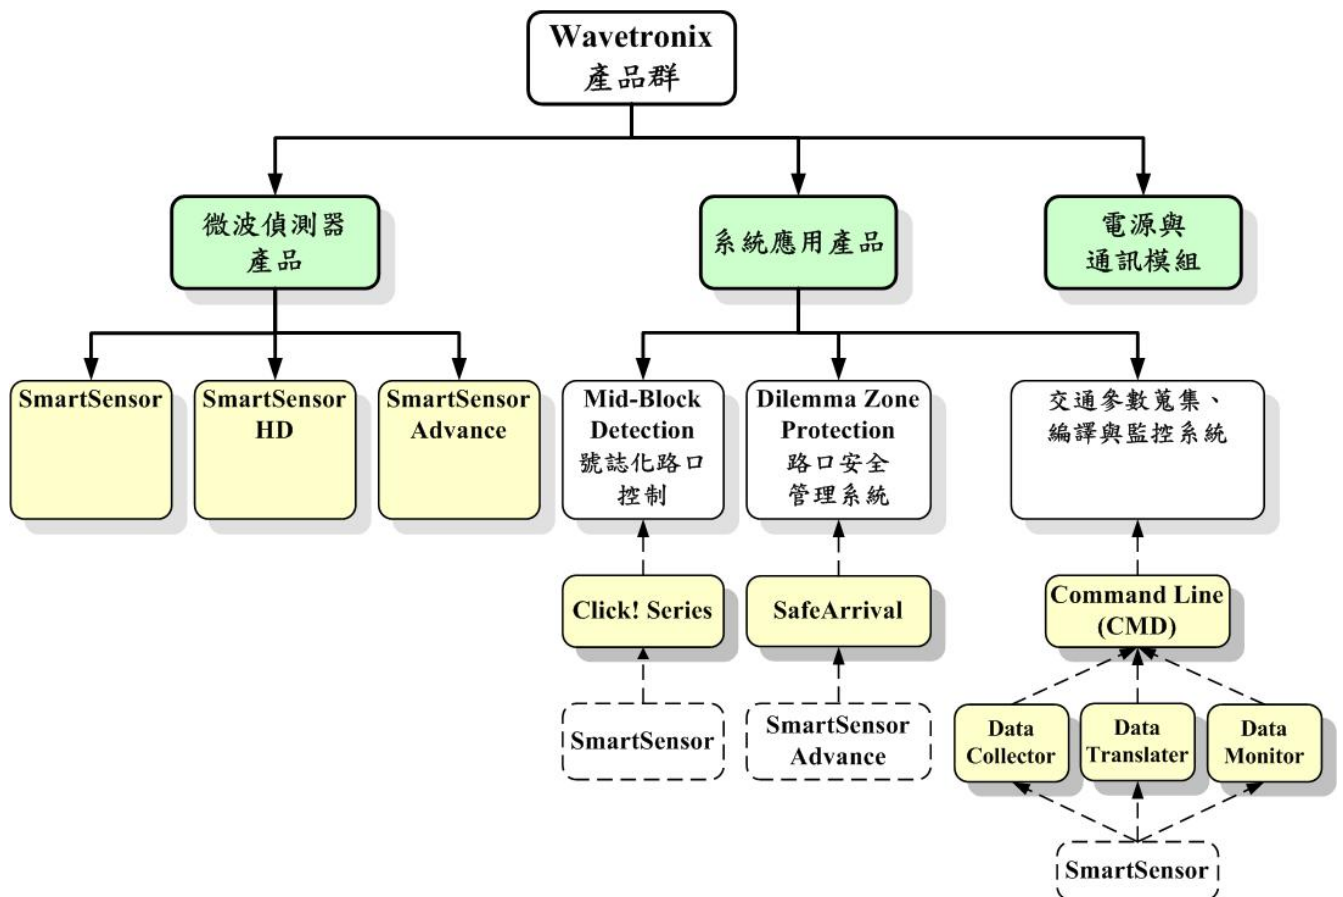 Wavetronix
產品群
微波偵測器
產品
系統應用產品
電源與
通訊模組
SmartSensor
SmartSensor
HD
SmartSensor
Advance
Mid-Block
Detection
號誌化路口
控制
Dilemma Zone
Protection
路口安全
管理系統
交通參數蒐集、
編譯與監控系統
Click! Series
SafeArrival
Command Line
(CMD)
SmartSensor
SmartSensor
Advance
Data
Collector
Data
Translater
Data
Monitor
SmartSensor